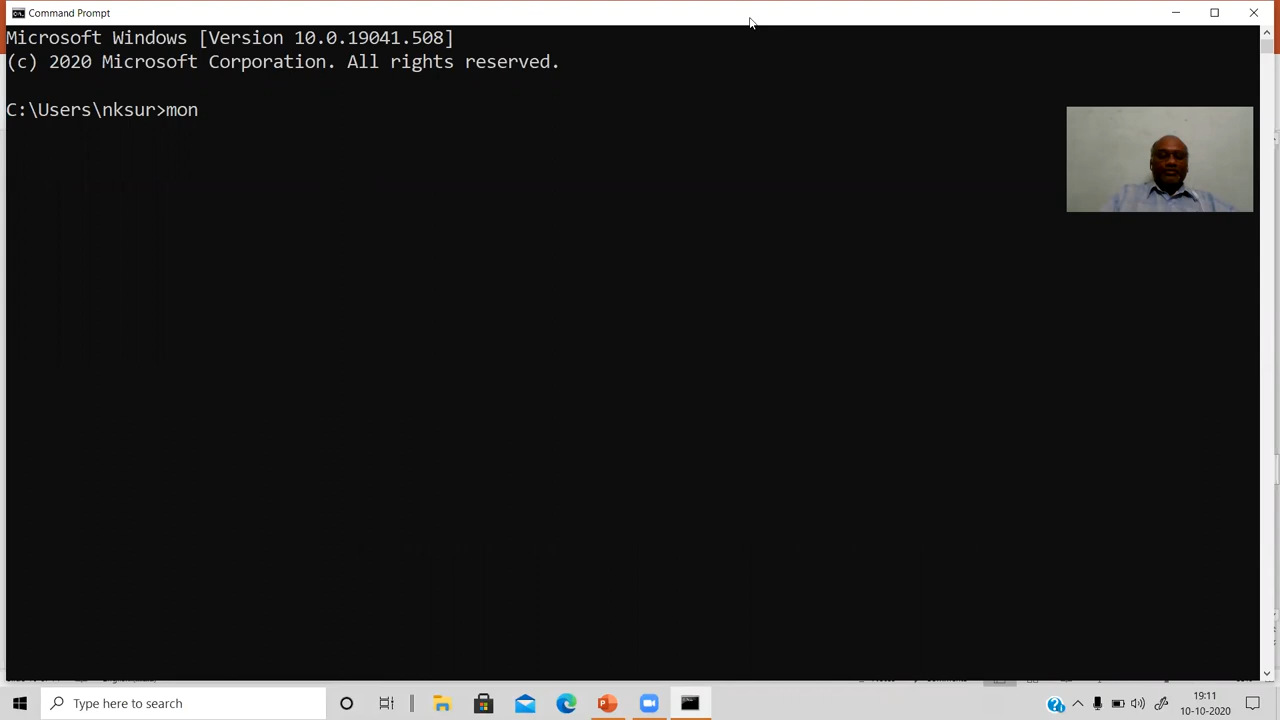 Command Prompt
Microsoft Windows [Version 10.0.19041.508]
(c) 2020 Microsoft Corporation. All rights reserved.
C:\Users\nksur>mon
Type here to search
19:11
10-10-2020